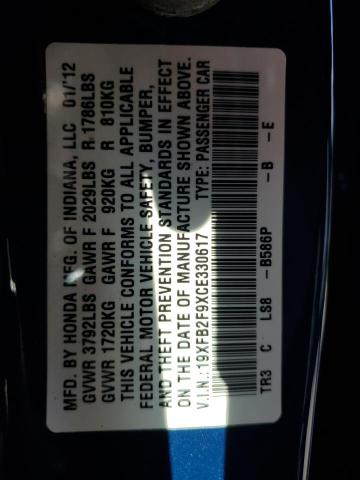 MFD. BY HONDA MFG. OF INDIANA, LLC 01/12
GVWR 3792LBS GAWR F 2029LBS R 1786LBS
GVWR 1720KG GAWR F 920KG R 810KG
THIS VEHICLE CONFORMS TO ALL APPLICABLE
FEDERAL MOTOR VEHICLE SAFETY, BUMPER,
AND THEFT PREVENTION STANDARDS IN EFFECT
ON THE DATE OF MANUFACTURE SHOWN ABOVE.
V.I.N.: 19XFB2F9XCE330617 TYPE: PASSENGER CAR
TR3 C LS8 - B586P - B - E